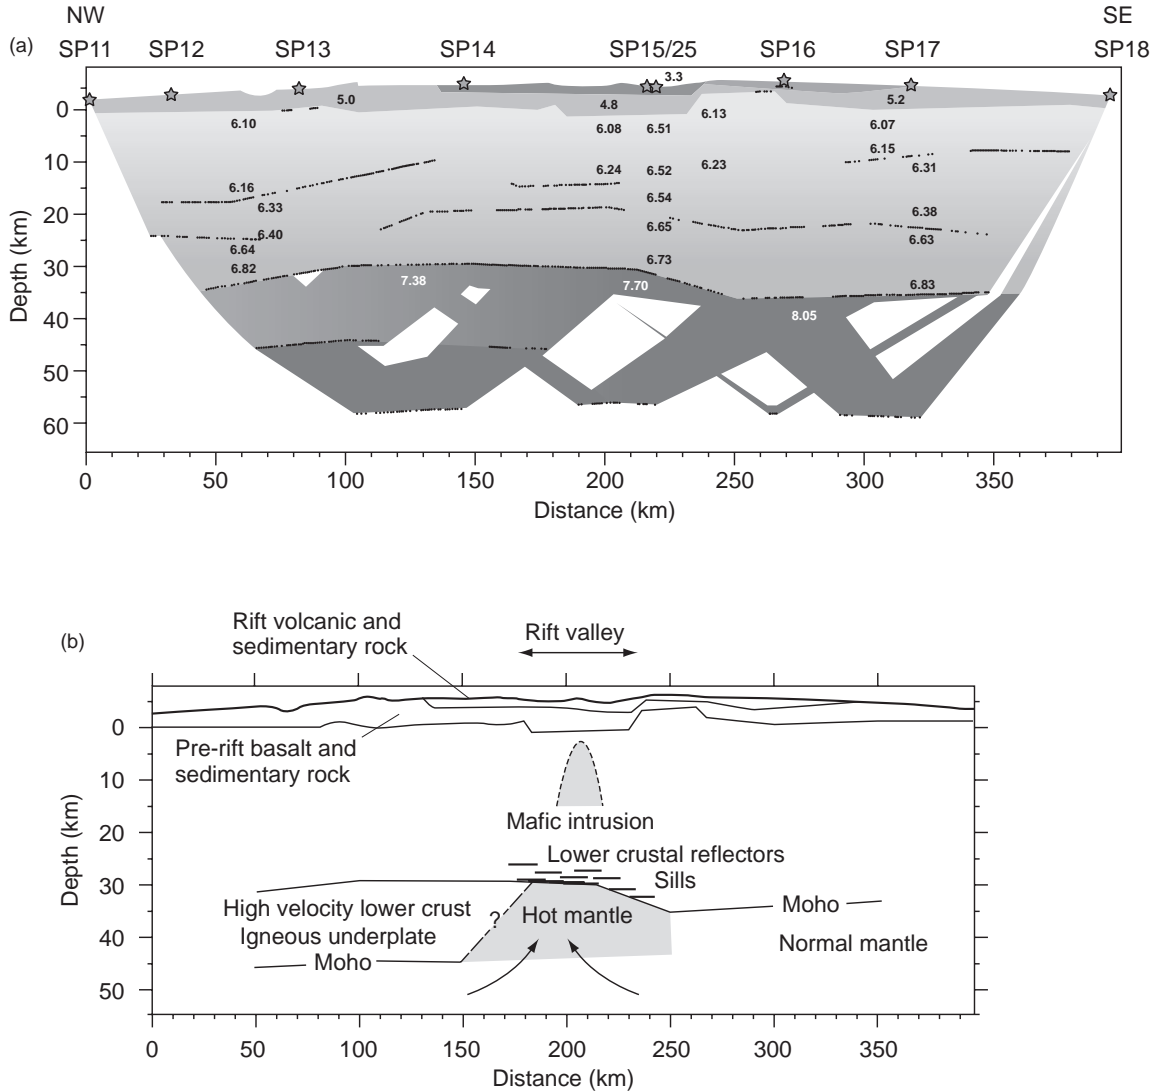 NW SE
(a) SP11 SP12 SP13 SP14 SP15/25 SP16 SP17 SP18
3.3
5.0 4.8 5.2
6.10 6.08 6.51 6.13 6.07
6.15
6.24 6.52 6.23 6.31
6.16
6.33 6.54 6.38
6.40 6.65 6.63
6.64
6.82 6.73
7.38 7.70 6.83
8.05
0
10
20
30
40
50
60
Depth (km)
0 50 100 150 200 250 300 350
Distance (km)
(b)
Rift volcanic and
sedimentary rock
Rift valley
Pre-rift basalt and
sedimentary rock
Mafic intrusion
Lower crustal reflectors
Sills
High velocity lower crust
Igneous underplate
?
Hot mantle
Moho
Normal mantle
Moho
0
10
20
30
40
50
Depth (km)
0 50 100 150 200 250 300 350
Distance (km)